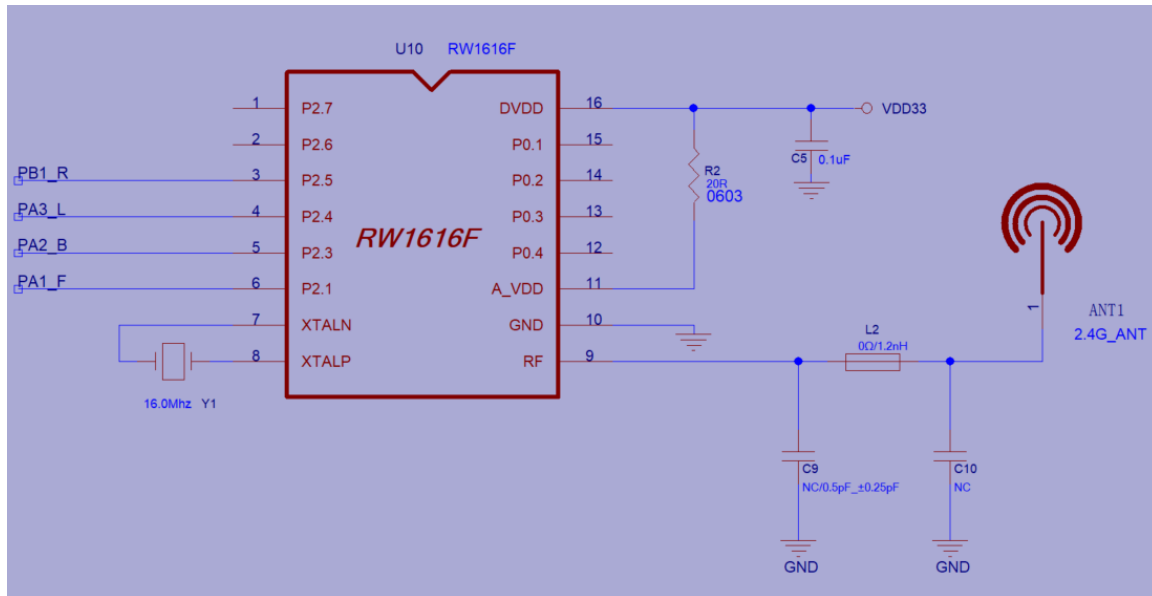 U10 RW1616F
1 P2.7
2 P2.6
PB1_R 3 P2.5
PA3_L 4 P2.4
PA2_B 5 P2.3
PA1_F 6 P2.1
7 XTALN
8 XTALP
16.0Mhz Y1
RW1616F
DVDD 16
P0.1 15
P0.2 14
P0.3 13
P0.4 12
A_VDD 11
GND 10
RF 9
VDD33
C5 0.1uF
R2
20R
0603
L2
0Ω/1.2nH
1
ANT1
2.4G_ANT
C9
NC/0.5pF_±0.25pF
GND
C10
NC
GND